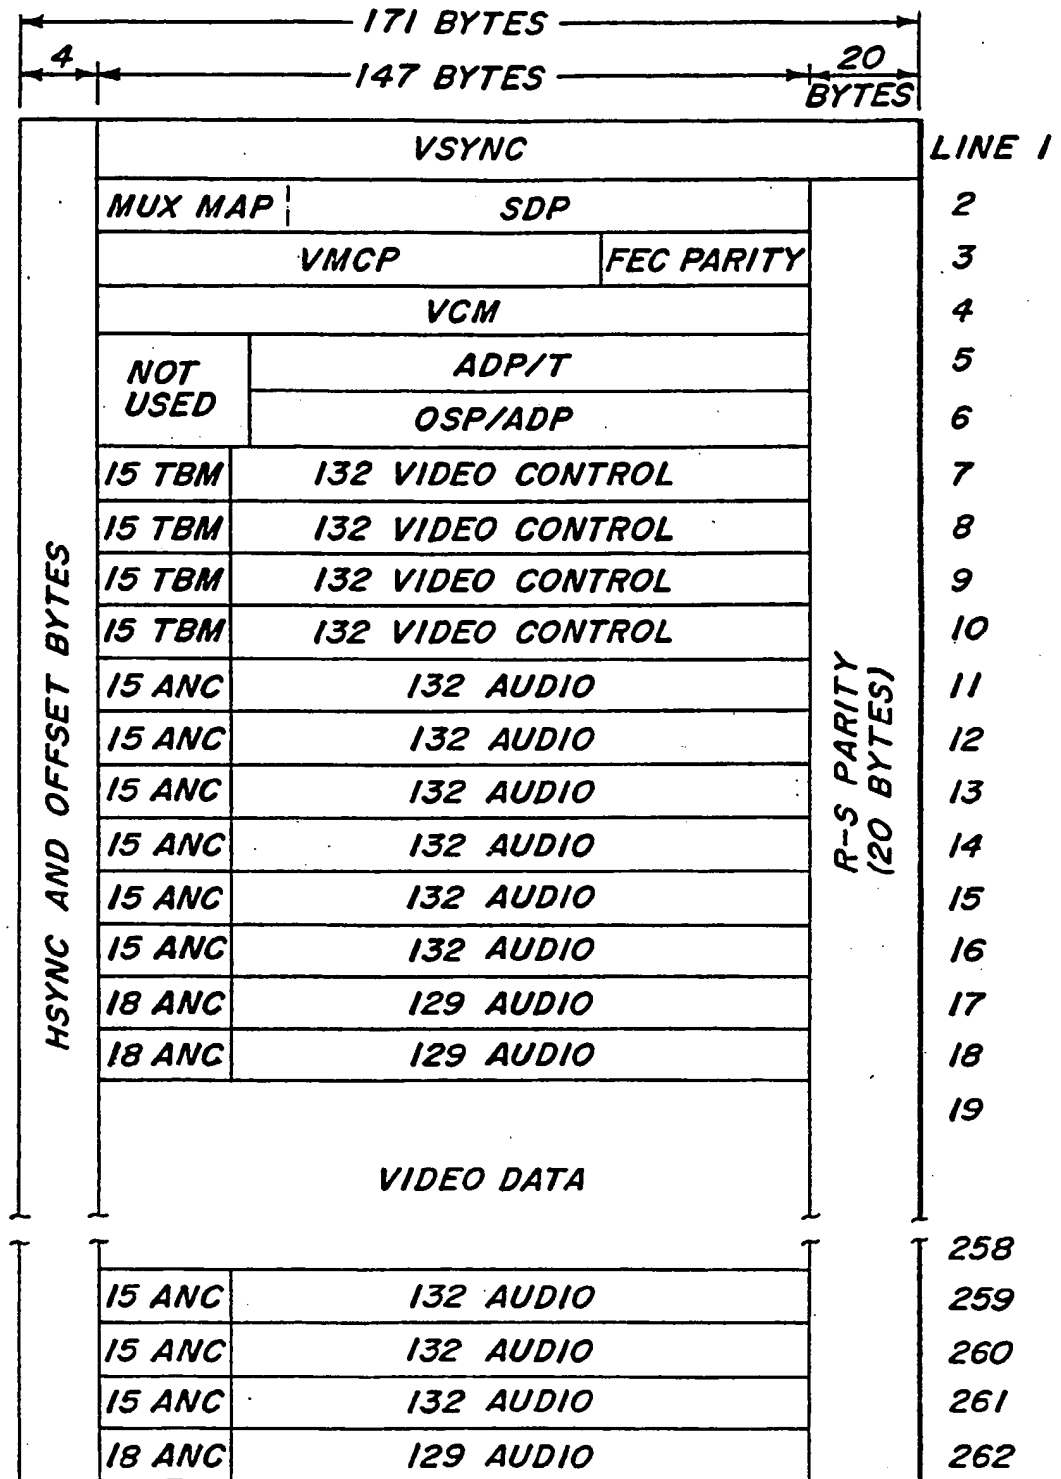 171 BYTES
4
147 BYTES
20
BYTES
VSYNC
LINE 1
MUX MAP
SDP
2
VMCP
FEC PARITY
3
VCM
4
NOT
USED
ADP/T
5
OSP/ADP
6
15 TBM
132 VIDEO CONTROL
7
15 TBM
132 VIDEO CONTROL
8
15 TBM
132 VIDEO CONTROL
9
15 TBM
132 VIDEO CONTROL
10
15 ANC
132 AUDIO
11
15 ANC
132 AUDIO
12
15 ANC
132 AUDIO
13
15 ANC
132 AUDIO
14
15 ANC
132 AUDIO
15
15 ANC
132 AUDIO
16
18 ANC
129 AUDIO
17
18 ANC
129 AUDIO
18
19
HSYNC AND OFFSET BYTES
R-S PARITY
(20 BYTES)
VIDEO DATA
258
15 ANC
132 AUDIO
259
15 ANC
132 AUDIO
260
15 ANC
132 AUDIO
261
18 ANC
129 AUDIO
262